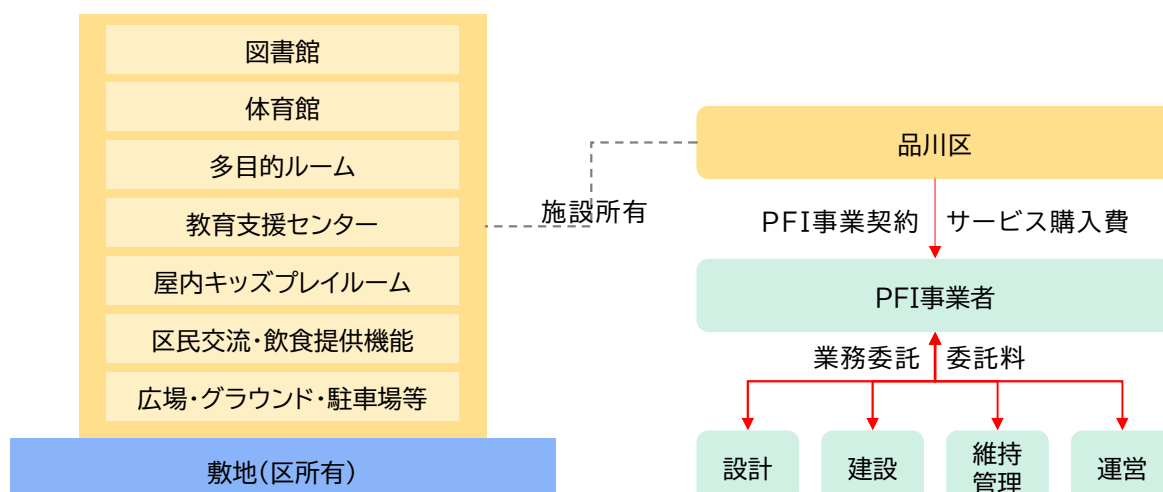 図書館
体育館
多目的ルーム
教育支援センター
屋内キッズプレイルーム
区民交流・飲食提供機能
広場・グラウンド・駐車場等
敷地(区所有)
施設所有
品川区
PFI事業契約 サービス購入費
PFI事業者
業務委託 委託料
設計
建設
維持
管理
運営